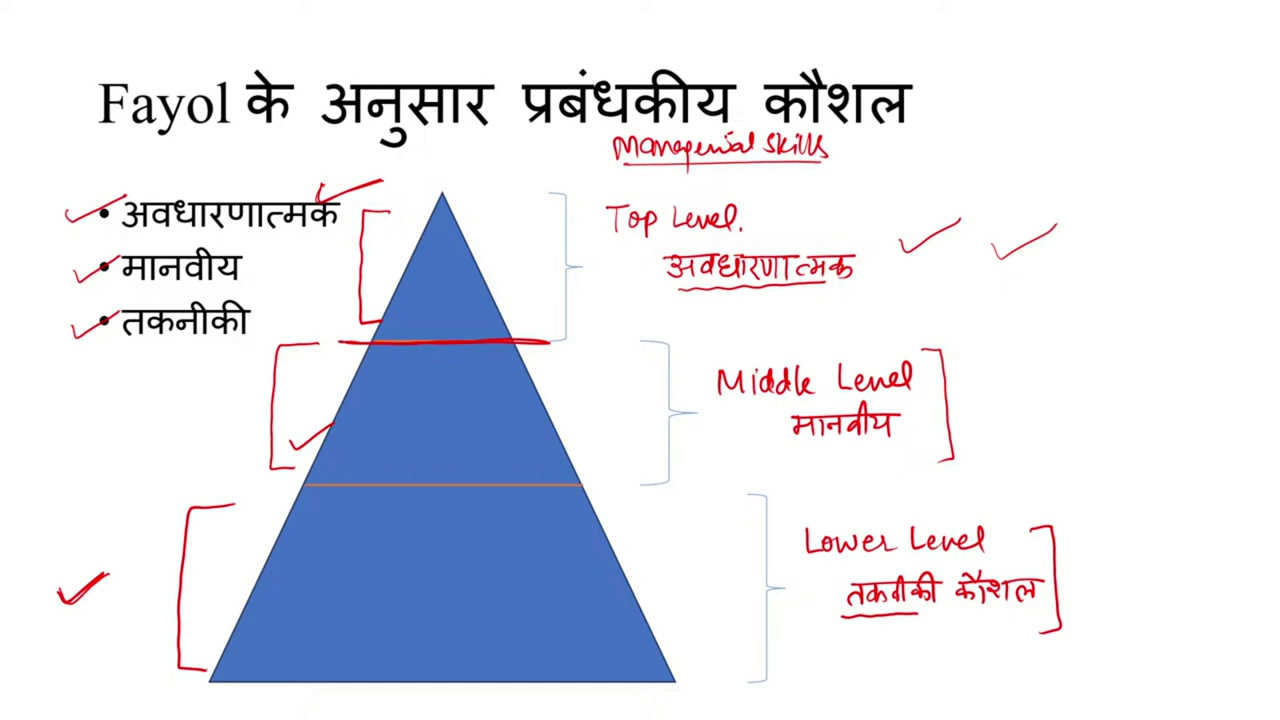 Fayol के अनुसार प्रबंधकीय कौशल
Managerial Skills
• अवधारणात्मक
• मानवीय
• तकनीकी
Top Level.
अवधारणात्मक
Middle Level
मानवीय
Lower Level
तकनीकी कौशल